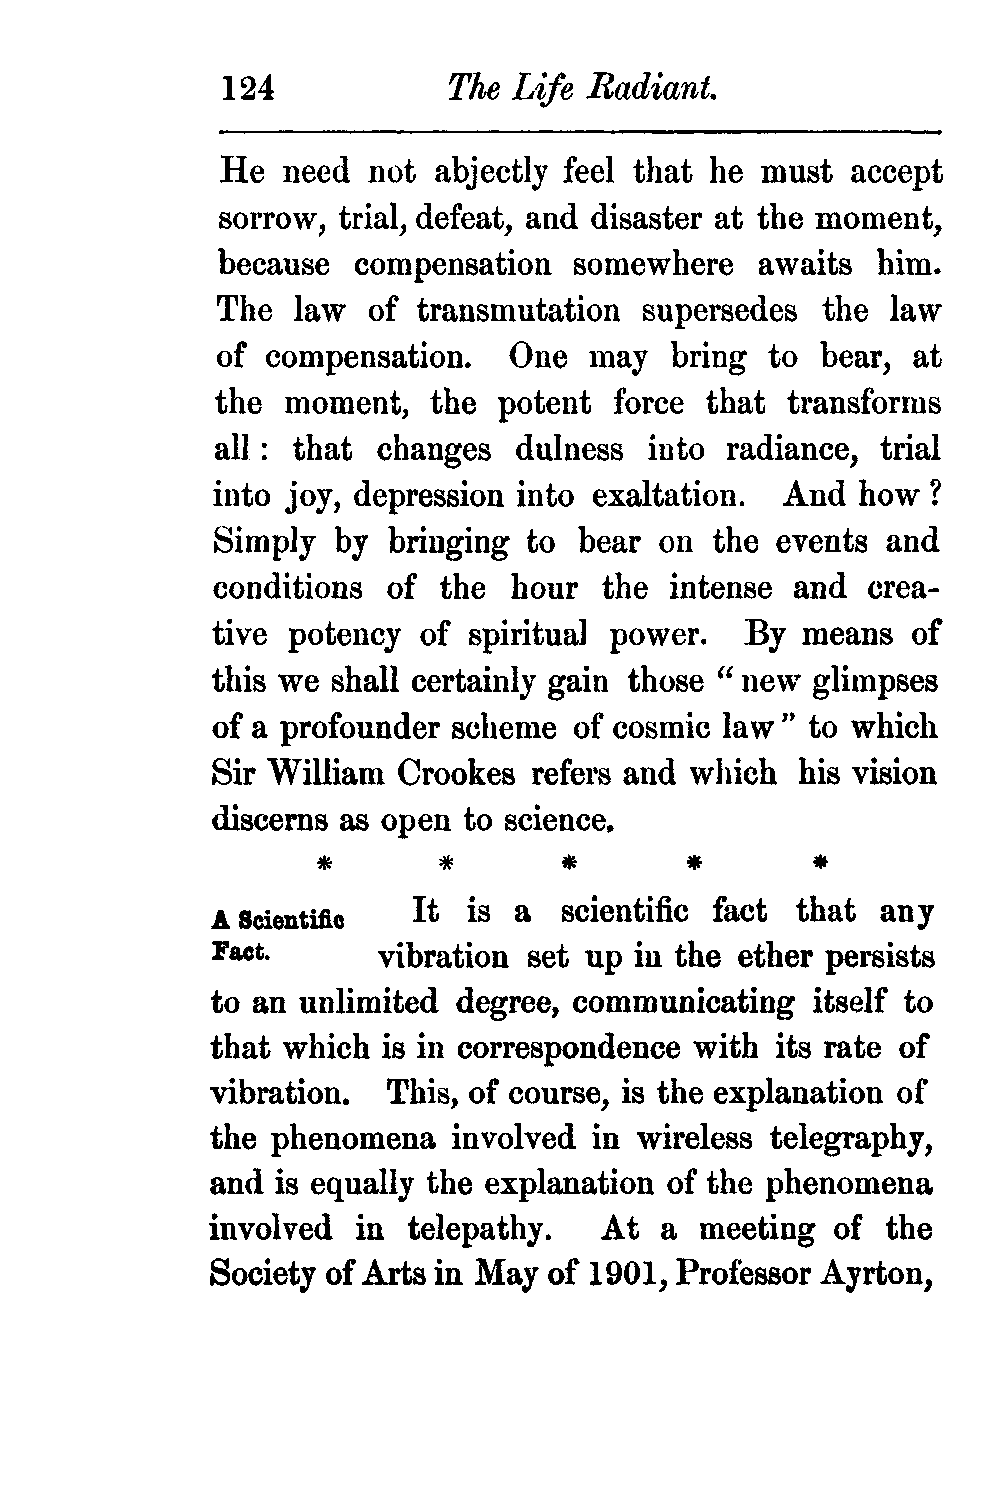 124 The Life Radiant.
He need not abjectly feel that he must accept
sorrow, trial, defeat, and disaster at the moment,
because compensation somewhere awaits him.
The law of transmutation supersedes the law
of compensation. One may bring to bear, at
the moment, the potent force that transforms
all : that changes dulness into radiance, trial
into joy, depression into exaltation. And how ?
Simply by bringing to bear on the events and
conditions of the hour the intense and crea-
tive potency of spiritual power. By means of
this we shall certainly gain those “ new glimpses
of a profounder scheme of cosmic law ” to which
Sir William Crookes refers and which his vision
discerns as open to science.
* * * * *
A Scientific
Fact.
It is a scientific fact that any
vibration set up in the ether persists
to an unlimited degree, communicating itself to
that which is in correspondence with its rate of
vibration. This, of course, is the explanation of
the phenomena involved in wireless telegraphy,
and is equally the explanation of the phenomena
involved in telepathy. At a meeting of the
Society of Arts in May of 1901, Professor Ayrton,